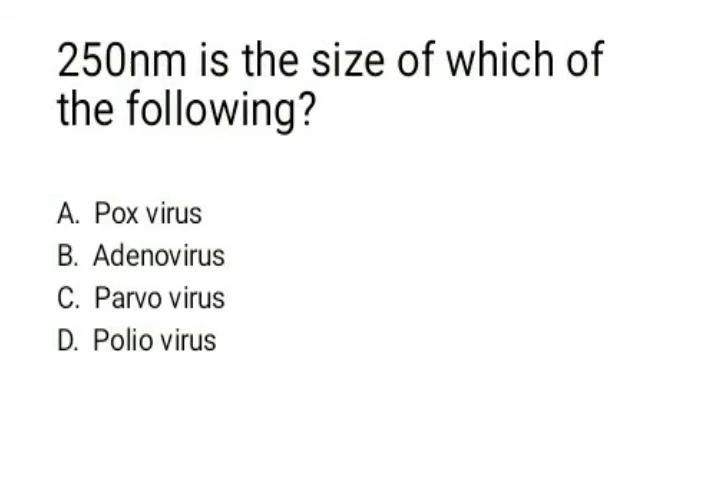 250nm is the size of which of
the following?
A. Pox virus
B. Adenovirus
C. Parvo virus
D. Polio virus